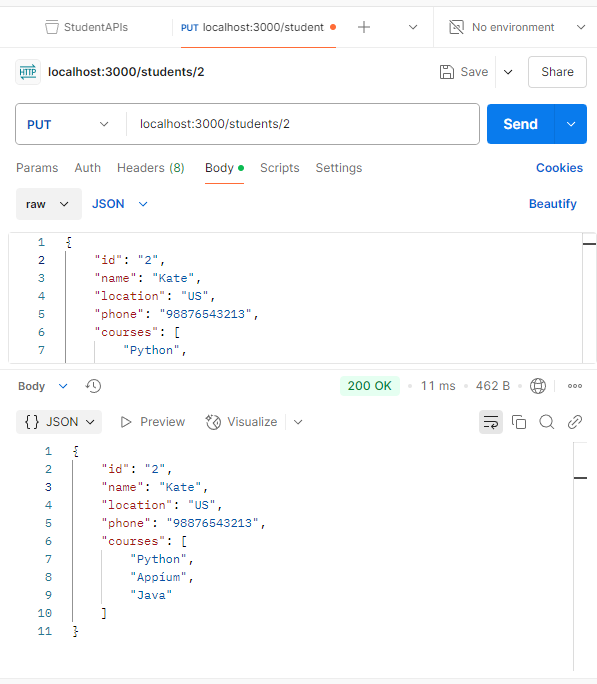 StudentAPIs PUT localhost:3000/student No environment
HTTP localhost:3000/students/2 Save Share
PUT localhost:3000/students/2 Send
Params Auth Headers (8) Body Scripts Settings Cookies
raw JSON Beautify
1 {
2 "id": "2",
3 "name": "Kate",
4 "location": "US",
5 "phone": "98876543213",
6 "courses": [
7 "Python",
Body 200 OK 11 ms 462 B
{} JSON Preview Visualize
1 {
2 "id": "2",
3 "name": "Kate",
4 "location": "US",
5 "phone": "98876543213",
6 "courses": [
7 "Python",
8 "Appíum",
9 "Java"
10 ]
11 }